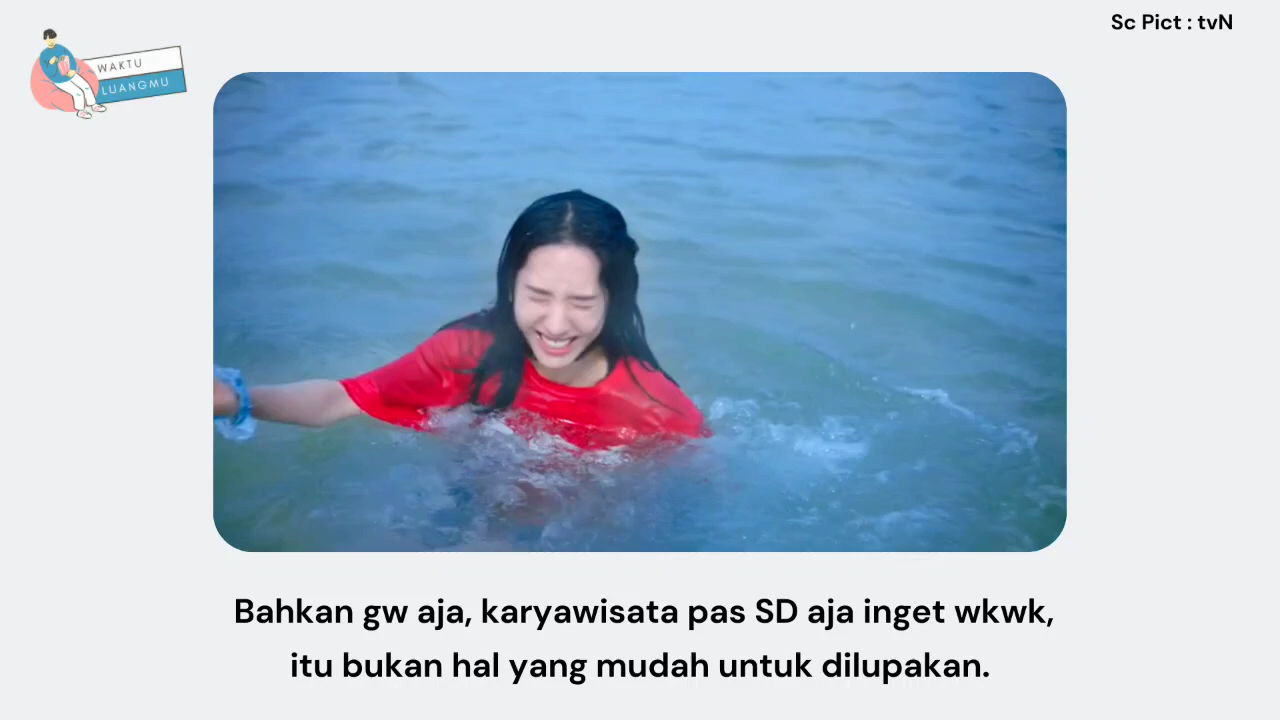 Sc Pict : tvN
WAKTU
LUANGMU
Bahkan gw aja, karyawisata pas SD aja inget wkwk,
itu bukan hal yang mudah untuk dilupakan.